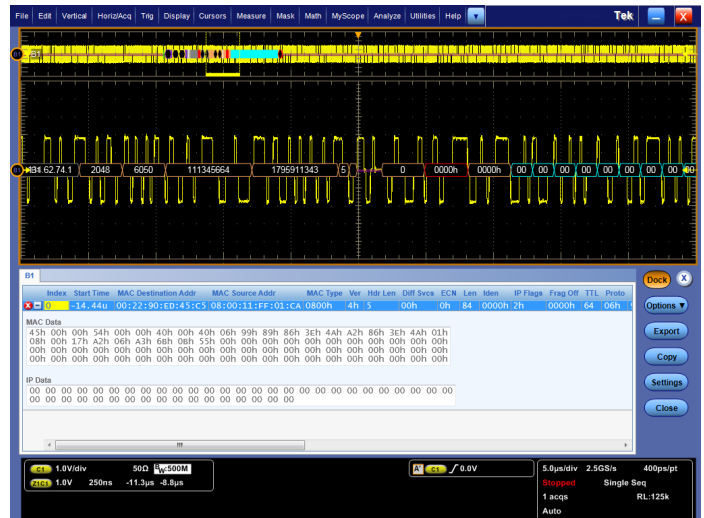 File Edit Vertical Horiz/Acq Trig Display Cursors Measure Mask Math MyScope Analyze Utilities Help Tek X
B1
B1 2048 6050 111345664 1795911343 5 0 0000h 0000h 00 00 00 00 00 00 00 00
B1
Index Start Time MAC Destination Addr MAC Source Addr MAC Type Ver Hdr Len Diff Svcs ECN Len Iden IP Flags Frag Off TTL Proto
0 -14.44u 00:22:90:ED:45:C5 08:00:11:FF:01:CA 0800h 4h 5 00h 0h 84 0000h 2h 0000h 64 06h
MAC Data
45h 00h 00h 54h 00h 00h 40h 00h 40h 06h 99h 89h 86h 3Eh 4Ah A2h 86h 3Eh 4Ah 01h
08h 00h 17h A2h 06h A3h 6Bh 0Bh 55h 00h 00h 00h 00h 00h 00h 00h 00h 00h 00h 00h
00h 00h 00h 00h 00h 00h 00h 00h 00h 00h 00h 00h 00h 00h 00h 00h 00h 00h 00h 00h
00h 00h 00h 00h 00h 00h 00h 00h 00h 00h 00h 00h 00h 00h 00h 00h 00h 00h 00h 00h
IP Data
00 00 00 00 00 00 00 00 00 00 00 00 00 00 00 00 00 00 00 00 00 00 00 00
00 00 00 00 00 00 00 00 00 00 00 00 00 00 00
Dock X
Options ▼
Export
Copy
Settings
Close
C1 1.0V/div 50Ω BW:500M
Z1C1 1.0V 250ns -11.3µs -8.8µs
A' C1 0.0V
5.0µs/div 2.5GS/s 400ps/pt
Stopped Single Seq
1 acqs RL:125k
Auto